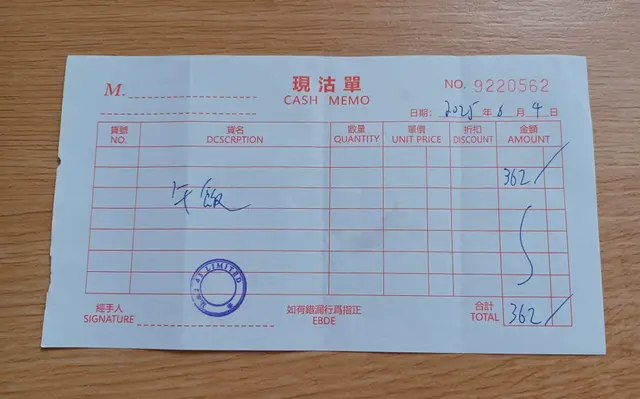 現沽單
CASH MEMO
M.
NO. 9220562
日期: 2025 年 6 月 4 日
貨號 貨名 數量 單價 折扣 金額
NO. DCSCRPTION QUANTITY UNIT PRICE DISCOUNT AMOUNT
362/
午飯
LIMITED
經手人 如有錯漏行爲指正 合計
SIGNATURE EBDE TOTAL 362/